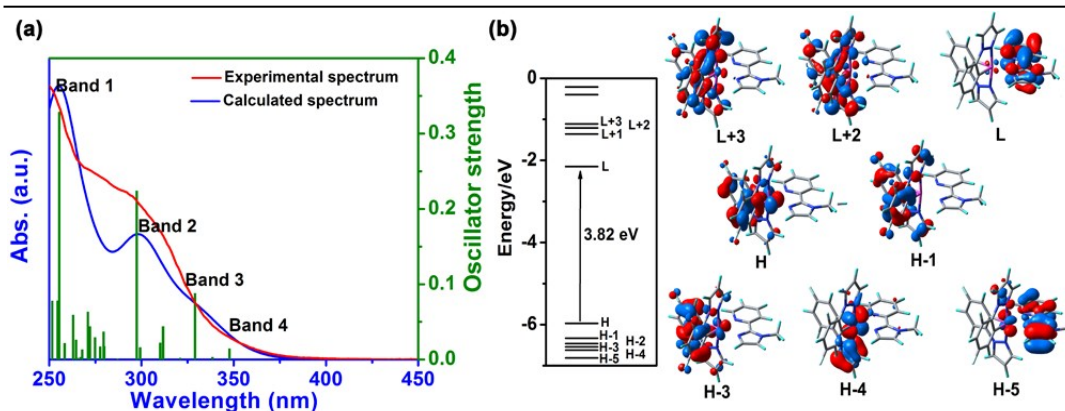 (a)
Abs. (a.u.)
Band 1
Band 2
Band 3
Band 4
Experimental spectrum
Calculated spectrum
0.4
0.3
0.2
0.1
0.0
Oscillator strength
250 300 350 400 450
Wavelength (nm)
(b)
Energy/eV
0
-2
-4
-6
L+3 L+2
L+1
L
3.82 eV
H
H-1
H-2
H-3
H-4
H-5
L+3 L+2 L
H H-1
H-3 H-4 H-5